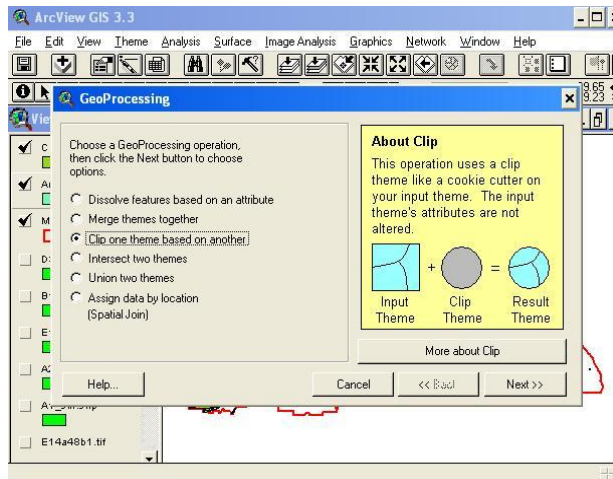 ArcView GIS 3.3
File Edit View Theme Analysis Surface Image Analysis Graphics Network Window Help
GeoProcessing
Choose a GeoProcessing operation,
then click the Next button to choose
options.
Dissolve features based on an attribute
Merge themes together
Clip one theme based on another
Intersect two themes
Union two themes
Assign data by location
(Spatial Join)
About Clip
This operation uses a clip
theme like a cookie cutter on
your input theme. The input
theme's attributes are not
altered.
+ =
Input Theme
Clip Theme
Result Theme
More about Clip
Help...
Cancel
<< Back
Next >>
E14a48b1.tif